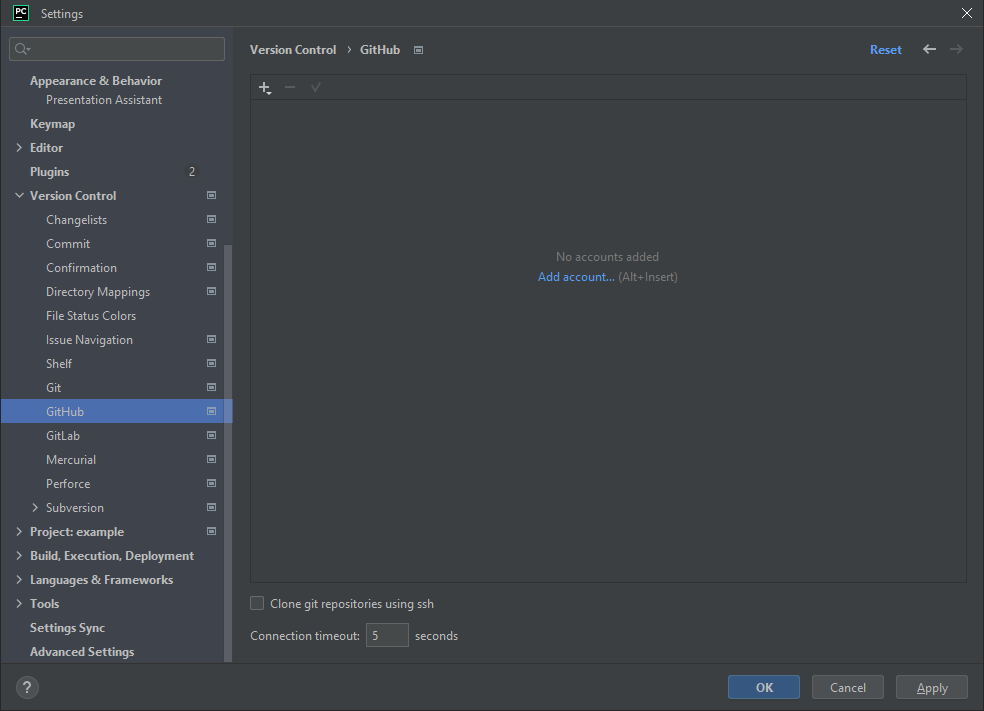 PC Settings
Version Control › GitHub Reset
Appearance & Behavior
Presentation Assistant
Keymap
Editor
Plugins 2
Version Control
Changelists
Commit
Confirmation
Directory Mappings
File Status Colors
Issue Navigation
Shelf
Git
GitHub
GitLab
Mercurial
Perforce
Subversion
Project: example
Build, Execution, Deployment
Languages & Frameworks
Tools
Settings Sync
Advanced Settings
No accounts added
Add account... (Alt+Insert)
Clone git repositories using ssh
Connection timeout: 5 seconds
? OK Cancel Apply